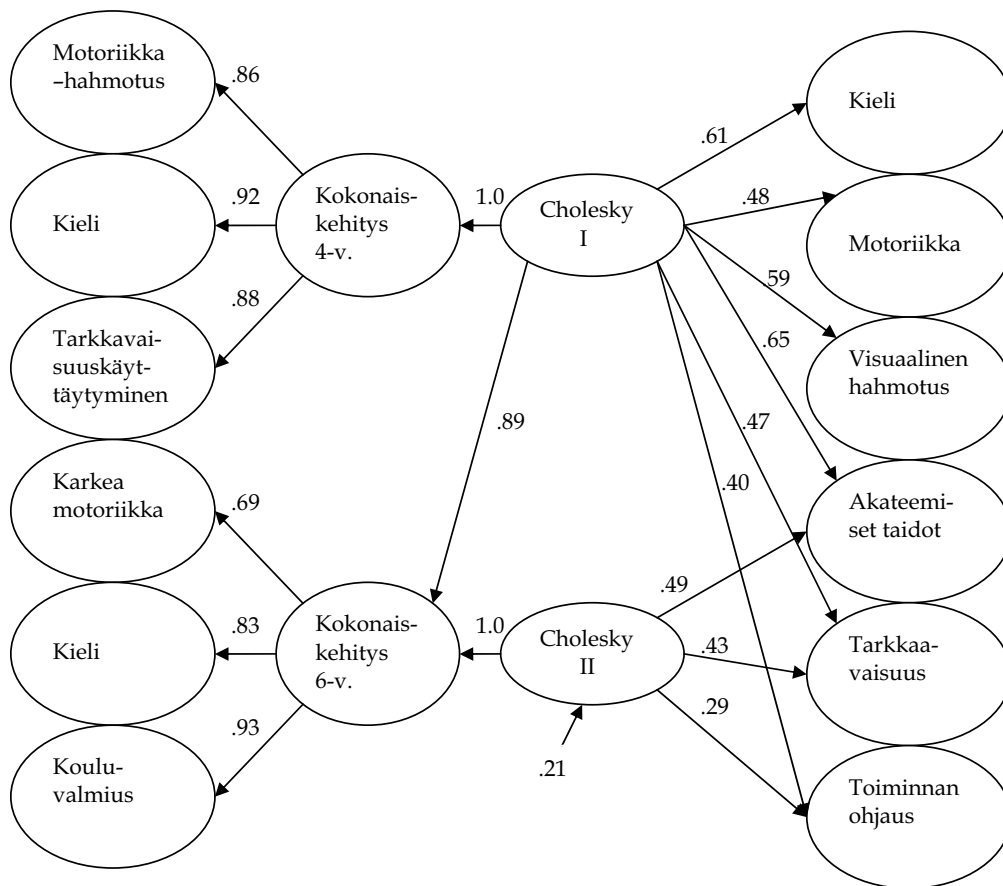 Motoriikka
–hahmotus
.86
Kieli
.92
Tarkkavai-
suuskäyt-
täytyminen
.88
Kokonais-
kehitys
4-v.
1.0
Cholesky
I
.61
Kieli
.48
Motoriikka
.59
Visuaalinen
hahmotus
.65
.47
.40
.89
Akateemi-
set taidot
Karkea
motoriikka
.69
Kieli
.83
Koulu-
valmius
.93
Kokonais-
kehitys
6-v.
1.0
Cholesky
II
.21
.49
.43
.29
Tarkkaa-
vaisuus
Toiminnan
ohjaus